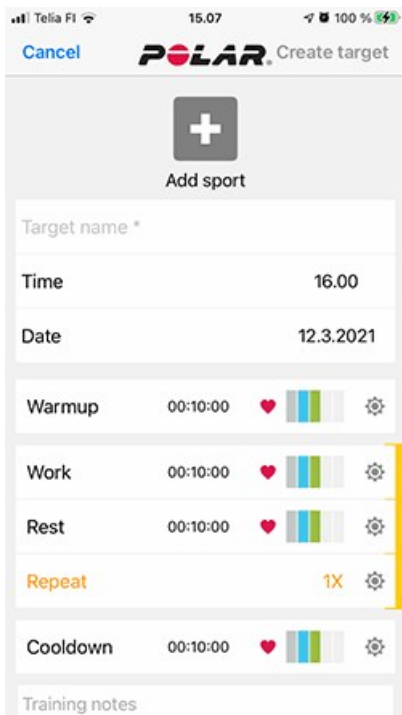 Telia FI 15.07 100 %
Cancel POLAR. Create target
Add sport
Target name *
Time 16.00
Date 12.3.2021
Warmup 00:10:00
Work 00:10:00
Rest 00:10:00
Repeat 1X
Cooldown 00:10:00
Training notes